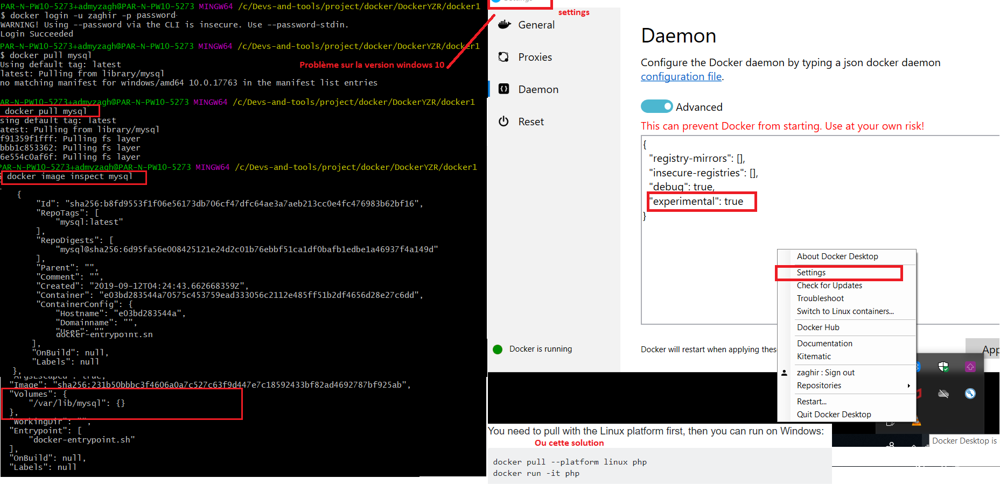 PAR-N-PW10-5273+admyzagh@PAR-N-PW10-5273 MINGW64 /c/Devs-and-tools/project/docker/DockerYZR/docker1
$ docker login -u zaghir -p password
WARNING! Using --password via the CLI is insecure. Use --password-stdin.
Login Succeeded
PAR-N-PW10-5273+admyzagh@PAR-N-PW10-5273 MINGW64 /c/Devs-and-tools/project/docker/DockerYZR/docker1
$ docker pull mysql
Using default tag: latest
Problème sur la version windows 10
latest: Pulling from library/mysql
no matching manifest for windows/amd64 10.0.17763 in the manifest list entries
AR-N-PW10-5273+admyzagh@PAR-N-PW10-5273 MINGW64 /c/Devs-and-tools/project/docker/DockerYZR/docker1
docker pull mysql
sing default tag: latest
atest: Pulling from library/mysql
f91359f1fff: Pulling fs layer
bbb1c853362: Pulling fs layer
6e554c0af6f: Pulling fs layer
PAR-N-PW10-5273+admyzagh@PAR-N-PW10-5273 MINGW64 /c/Devs-and-tools/project/docker/DockerYZR/docker1
docker image inspect mysql
{
"Id": "sha256:b8fd9553f1f06e56173db706cf47dfc64ae3a7aeb213cc0e4fc476983b62bf16",
"RepoTags": [
"mysql:latest"
],
"RepoDigests": [
"mysql@sha256:6d95fa56e008425121e24d2c01b76ebbf51ca1df0bafb1edbe1a46937f4a149d"
],
"Parent": "",
"Comment": "",
"Created": "2019-09-12T04:24:43.662668359Z",
"Container": "e03bd283544a70575c453759ead333056c2112e485ff51b2df4656d28e27c6dd",
"ContainerConfig": {
"Hostname": "e03bd283544a",
"Domainname": "",
"User": ""
docker-entrypoint.sh
],
"OnBuild": null,
"Labels": null
},
"ArgsEscaped": true,
"Image": "sha256:231b50bbbc3f4606a0a7c527c63f9d447e7c18592433bf82ad4692787bf925ab",
"Volumes": {
"/var/lib/mysql": {}
},
"WorkingDir": "",
"Entrypoint": [
"docker-entrypoint.sh"
],
"OnBuild": null,
"Labels": null
Settings
settings
General
Proxies
Daemon
Reset
Docker is running
Daemon
Configure the Docker daemon by typing a json docker daemon
configuration file.
Advanced
This can prevent Docker from starting. Use at your own risk!
{
"registry-mirrors": [],
"insecure-registries": [],
"debug": true,
"experimental": true
}
Docker will restart when applying these
App
About Docker Desktop
Settings
Check for Updates
Troubleshoot
Switch to Linux containers...
Docker Hub
Documentation
Kitematic
zaghir : Sign out
Repositories
Restart...
Quit Docker Desktop
Docker Desktop is
You need to pull with the Linux platform first, then you can run on Windows:
Ou cette solution
docker pull --platform linux php
docker run -it php